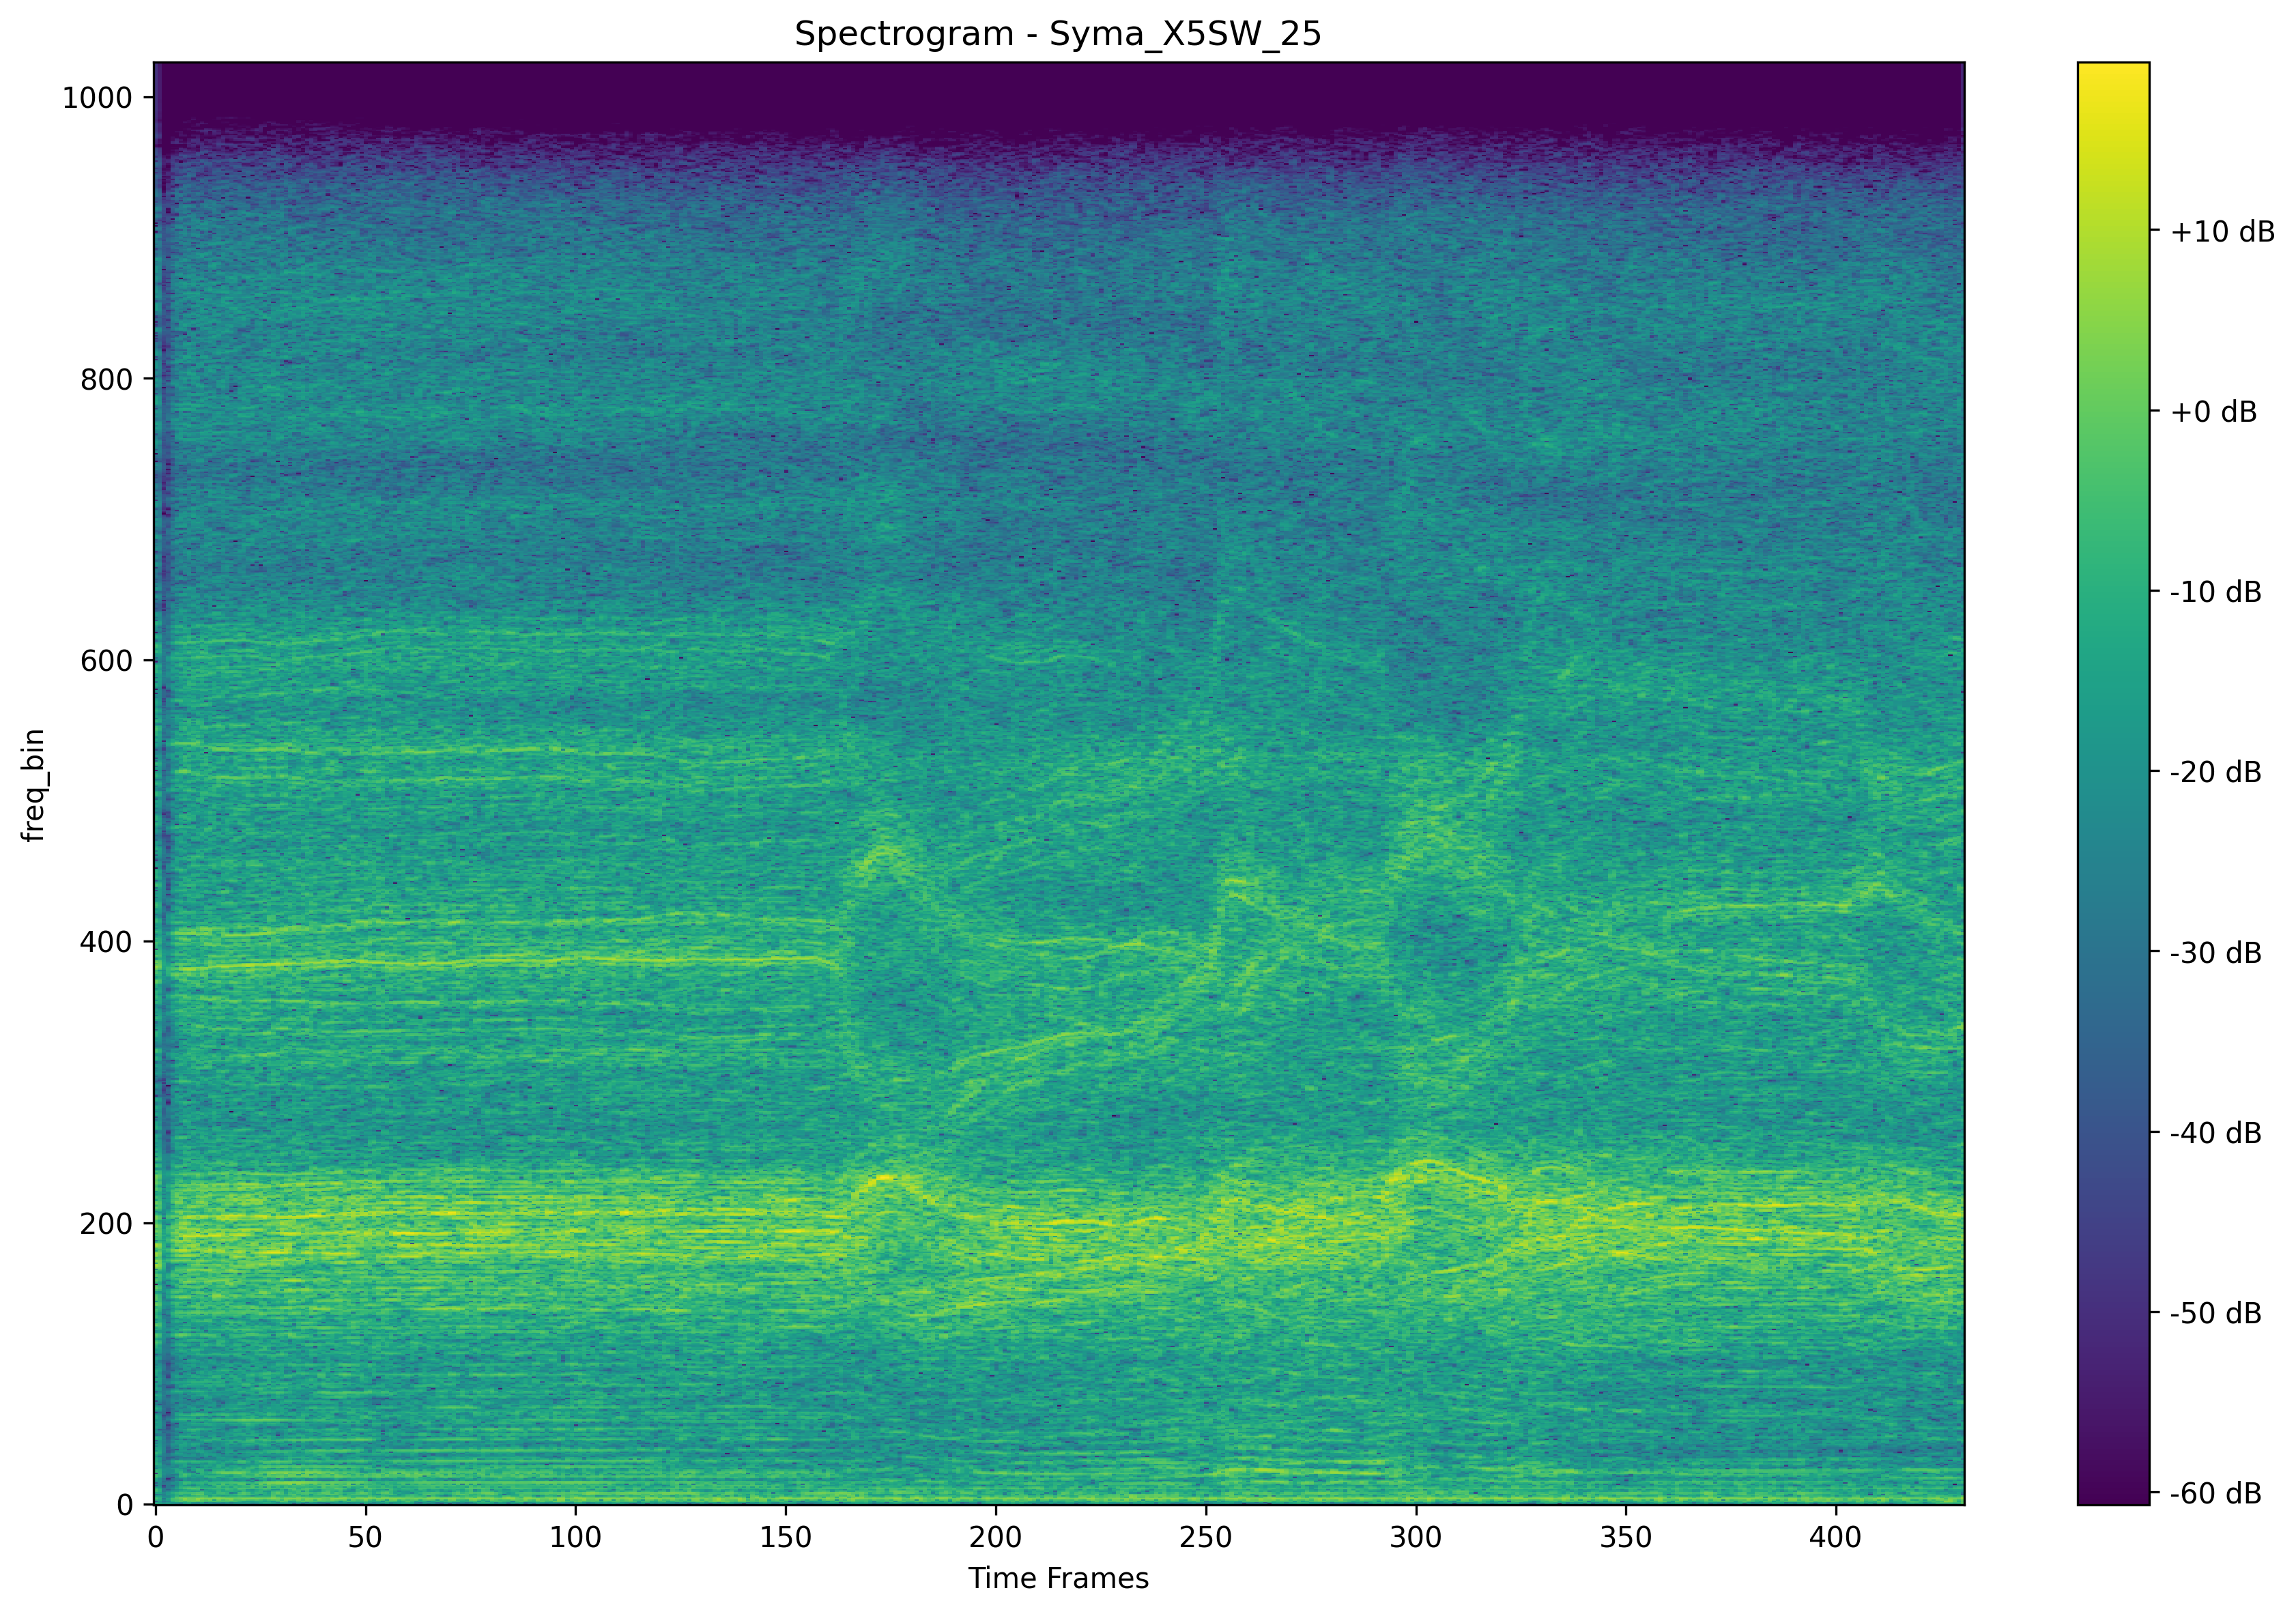 Spectrogram - Syma_X5SW_25
1000
800
600
400
200
0
freq_bin
0
50
100
150
200
250
300
350
400
Time Frames
+10 dB
+0 dB
-10 dB
-20 dB
-30 dB
-40 dB
-50 dB
-60 dB